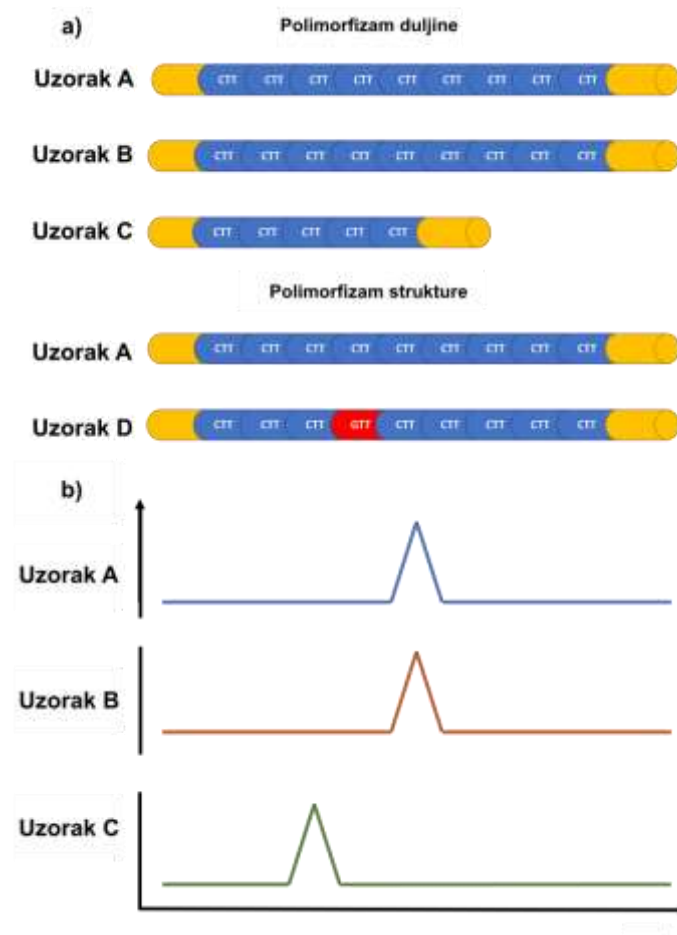 a) Polimorfizam duljine
Uzorak A CTT CTT CTT CTT CTT CTT CTT CTT CTT
Uzorak B CTT CTT CTT CTT CTT CTT CTT CTT CTT
Uzorak C CTT CTT CTT CTT CTT
Polimorfizam strukture
Uzorak A CTT CTT CTT CTT CTT CTT CTT CTT CTT
Uzorak D CTT CTT CTT GTT CTT CTT CTT CTT CTT
b)
Uzorak A
Uzorak B
Uzorak C